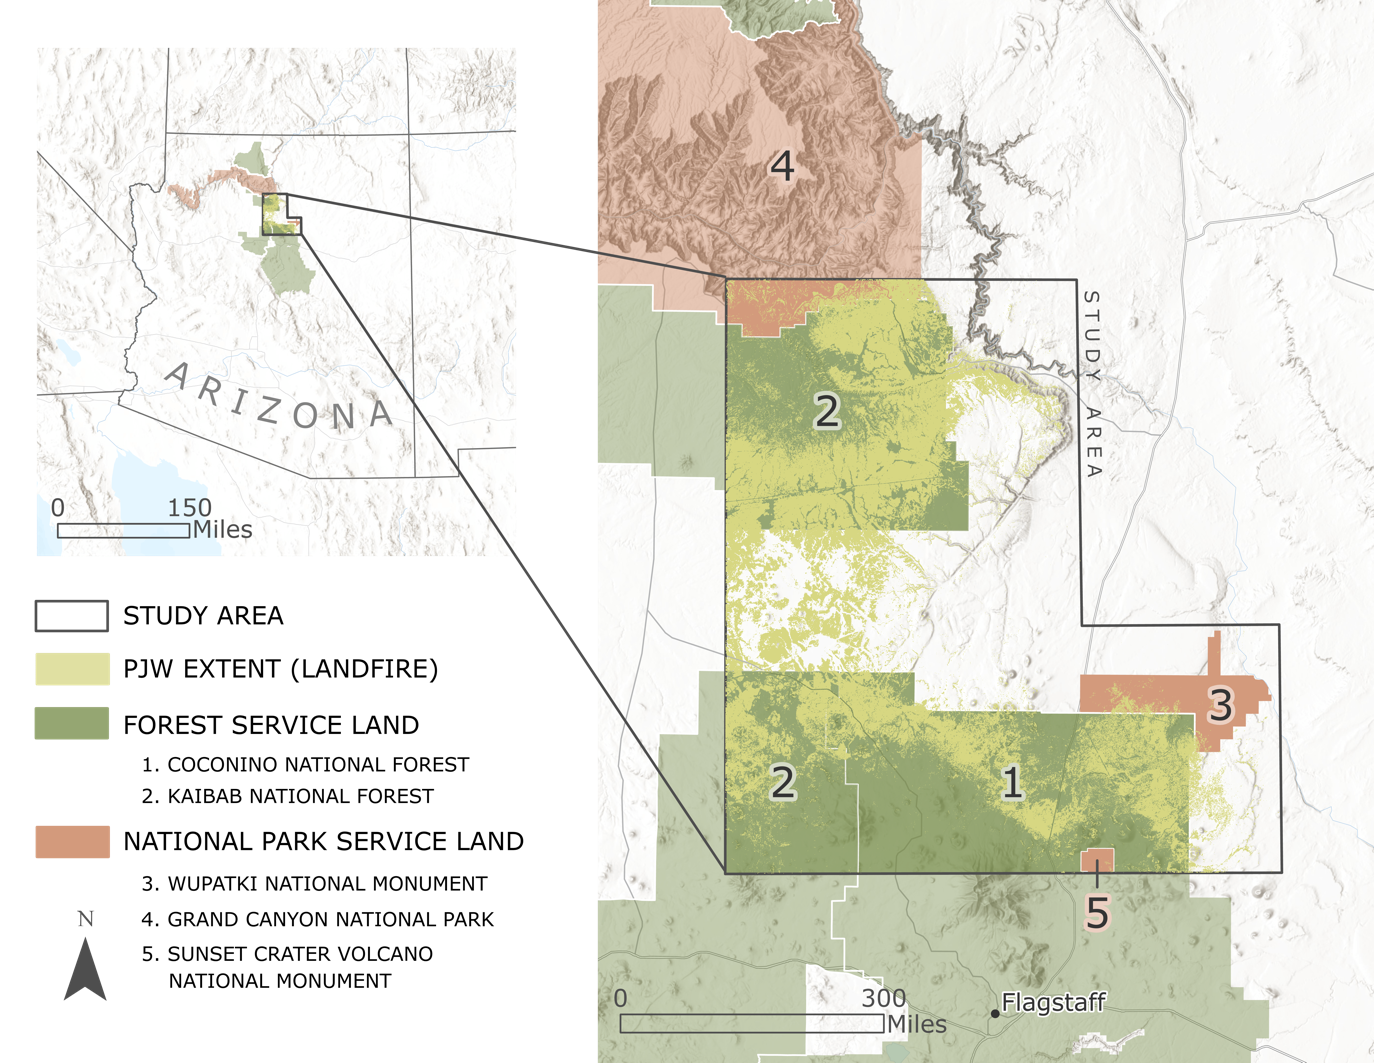 ARIZONA
0 150
Miles
STUDY AREA
PJW EXTENT (LANDFIRE)
FOREST SERVICE LAND
1. COCONINO NATIONAL FOREST
2. KAIBAB NATIONAL FOREST
NATIONAL PARK SERVICE LAND
3. WUPATKI NATIONAL MONUMENT
4. GRAND CANYON NATIONAL PARK
5. SUNSET CRATER VOLCANO
NATIONAL MONUMENT
N
4
STUDY AREA
2
3
2
1
5
Flagstaff
0 300
Miles